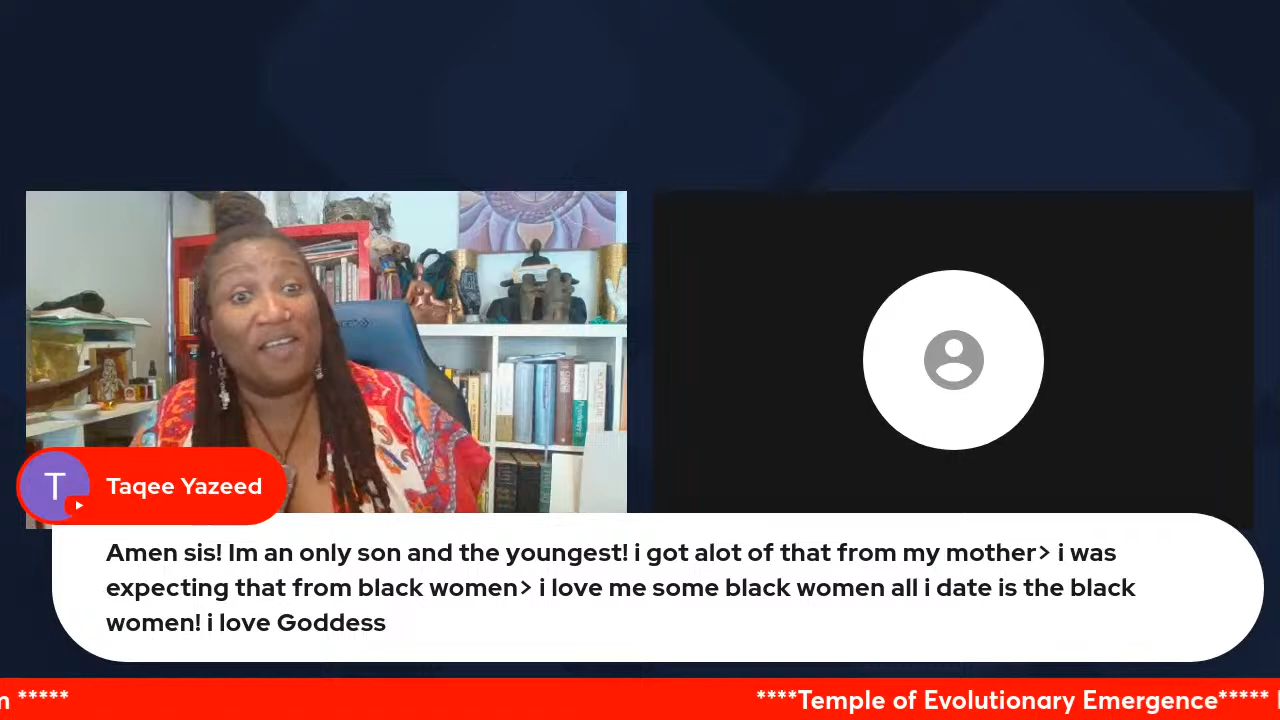 T
Taqee Yazeed
Amen sis! Im an only son and the youngest! i got alot of that from my mother> i was
expecting that from black women> i love me some black women all i date is the black
women! i love Goddess
***** ****Temple of Evolutionary Emergence*****